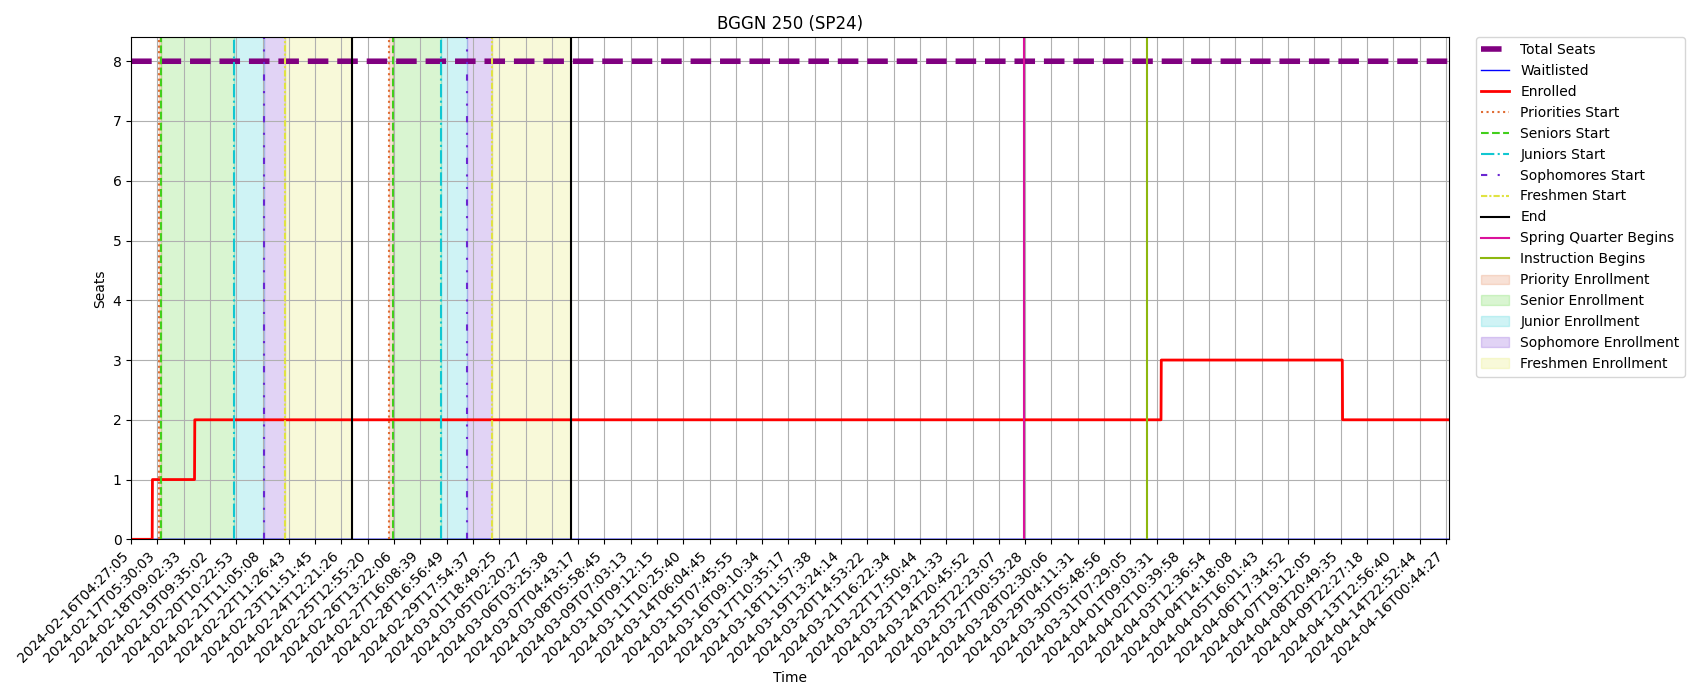 BGGN 250 (SP24)
Seats
8
7
6
5
4
3
2
1
0
2024-02-16T04:27:05
2024-02-17T05:30:03
2024-02-18T09:02:33
2024-02-19T09:35:02
2024-02-20T10:22:53
2024-02-21T11:05:08
2024-02-22T11:26:43
2024-02-23T11:51:45
2024-02-24T12:21:26
2024-02-25T12:55:20
2024-02-26T13:22:06
2024-02-27T16:08:39
2024-02-28T16:56:49
2024-02-29T17:54:37
2024-03-01T18:49:25
2024-03-05T02:20:27
2024-03-06T03:25:38
2024-03-07T04:43:17
2024-03-08T05:58:45
2024-03-09T07:03:13
2024-03-10T09:12:15
2024-03-11T10:25:40
2024-03-14T06:04:45
2024-03-15T07:45:55
2024-03-16T09:10:34
2024-03-17T10:35:17
2024-03-18T11:57:38
2024-03-19T13:24:14
2024-03-20T14:53:22
2024-03-21T16:22:34
2024-03-22T17:50:44
2024-03-23T19:21:33
2024-03-24T20:45:52
2024-03-25T22:23:07
2024-03-27T00:53:28
2024-03-28T02:30:06
2024-03-29T04:11:31
2024-03-30T05:48:56
2024-03-31T07:29:05
2024-04-01T09:03:31
2024-04-02T10:39:58
2024-04-03T12:36:54
2024-04-04T14:18:08
2024-04-05T16:01:43
2024-04-06T17:34:52
2024-04-07T19:12:05
2024-04-08T20:49:35
2024-04-09T22:27:18
2024-04-13T12:56:40
2024-04-14T22:52:44
2024-04-16T00:44:27
Time
Total Seats
Waitlisted
Enrolled
Priorities Start
Seniors Start
Juniors Start
Sophomores Start
Freshmen Start
End
Spring Quarter Begins
Instruction Begins
Priority Enrollment
Senior Enrollment
Junior Enrollment
Sophomore Enrollment
Freshmen Enrollment